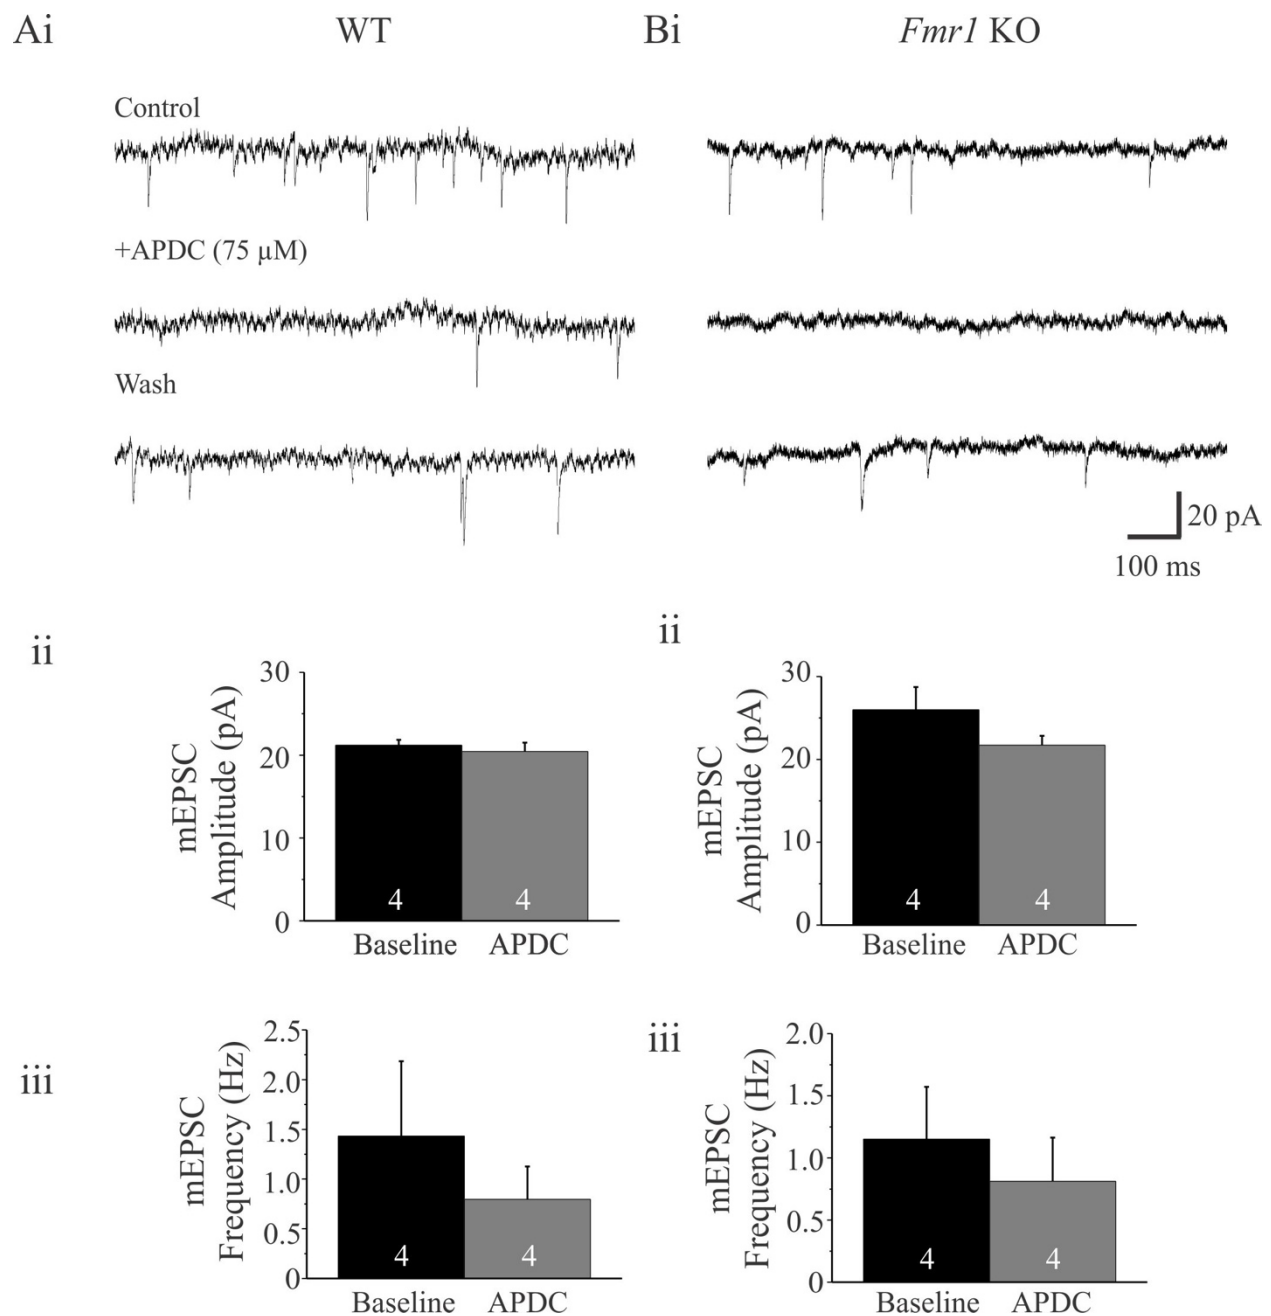 Ai
WT
Bi
Fmr1 KO
Control
+APDC (75 µM)
Wash
20 pA
100 ms
ii
mEPSC
Amplitude (pA)
30
20
10
0
4
4
Baseline
APDC
ii
mEPSC
Amplitude (pA)
30
20
10
0
4
4
Baseline
APDC
iii
mEPSC
Frequency (Hz)
2.5
2.0
1.5
1.0
0.5
0
4
4
Baseline
APDC
iii
mEPSC
Frequency (Hz)
2.0
1.5
1.0
0.5
0
4
4
Baseline
APDC